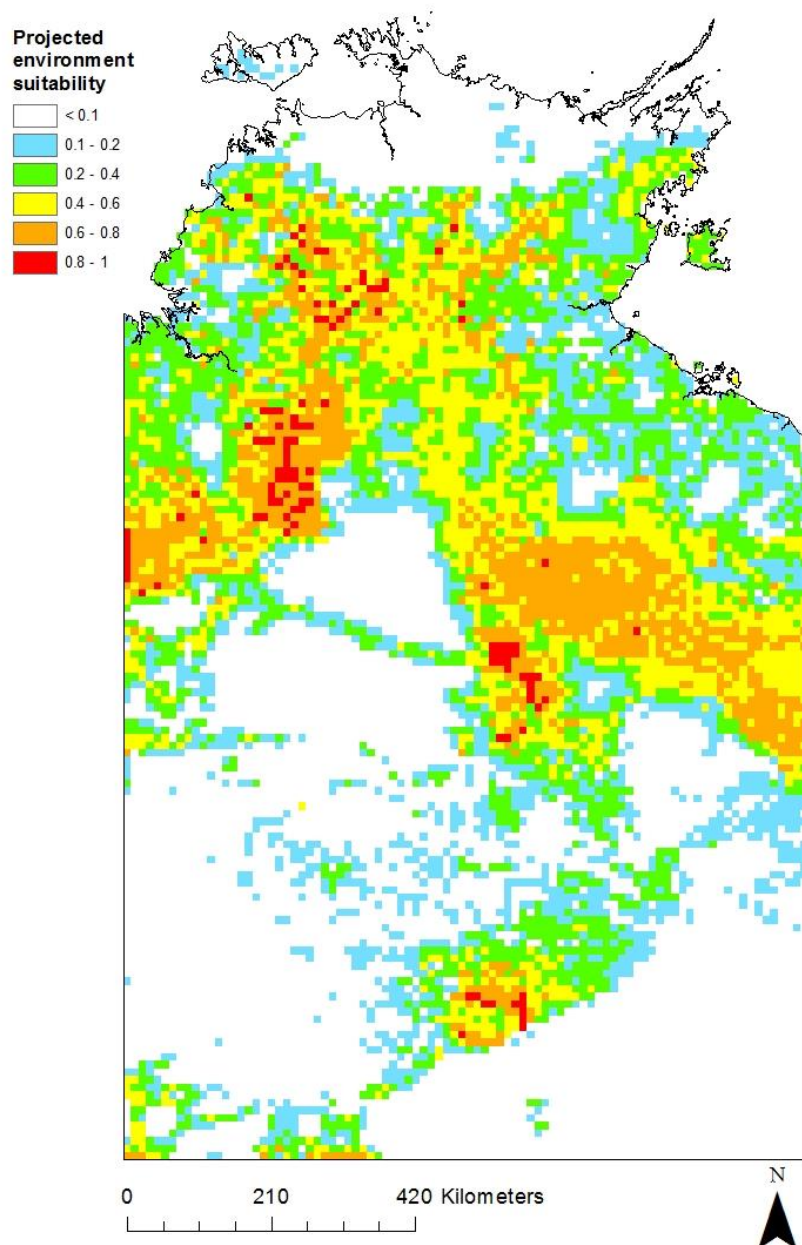 Projected
environment
suitability
< 0.1
0.1 - 0.2
0.2 - 0.4
0.4 - 0.6
0.6 - 0.8
0.8 - 1
N
0 210 420 Kilometers